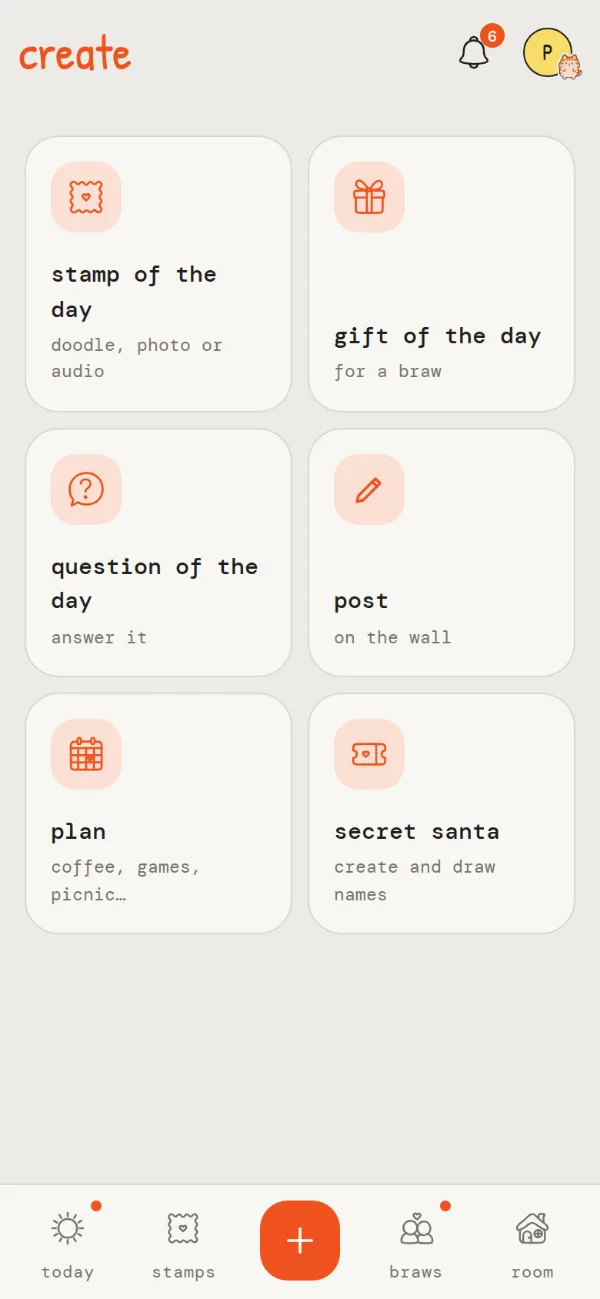 create
6
P
stamp of the
day
doodle, photo or
audio
gift of the day
for a braw
question of the
day
answer it
post
on the wall
plan
coffee, games,
picnic…
secret santa
create and draw
names
today
stamps
braws
room